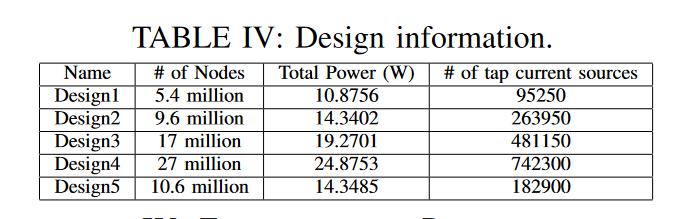 TABLE IV: Design information.
Name # of Nodes Total Power (W) # of tap current sources
Design1 5.4 million 10.8756 95250
Design2 9.6 million 14.3402 263950
Design3 17 million 19.2701 481150
Design4 27 million 24.8753 742300
Design5 10.6 million 14.3485 182900